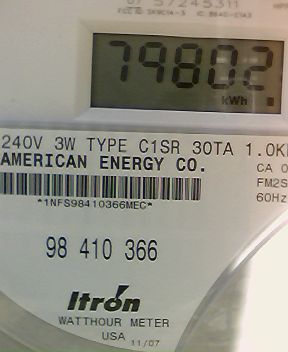 57245311
79802
kWh
240V 3W TYPE C1SR 30TA 1.0K
AMERICAN ENERGY CO.
CA 0
FM2S
60Hz
*1NFS98410366MEC*
98 410 366
Itron
WATTHOUR METER
USA 11/07